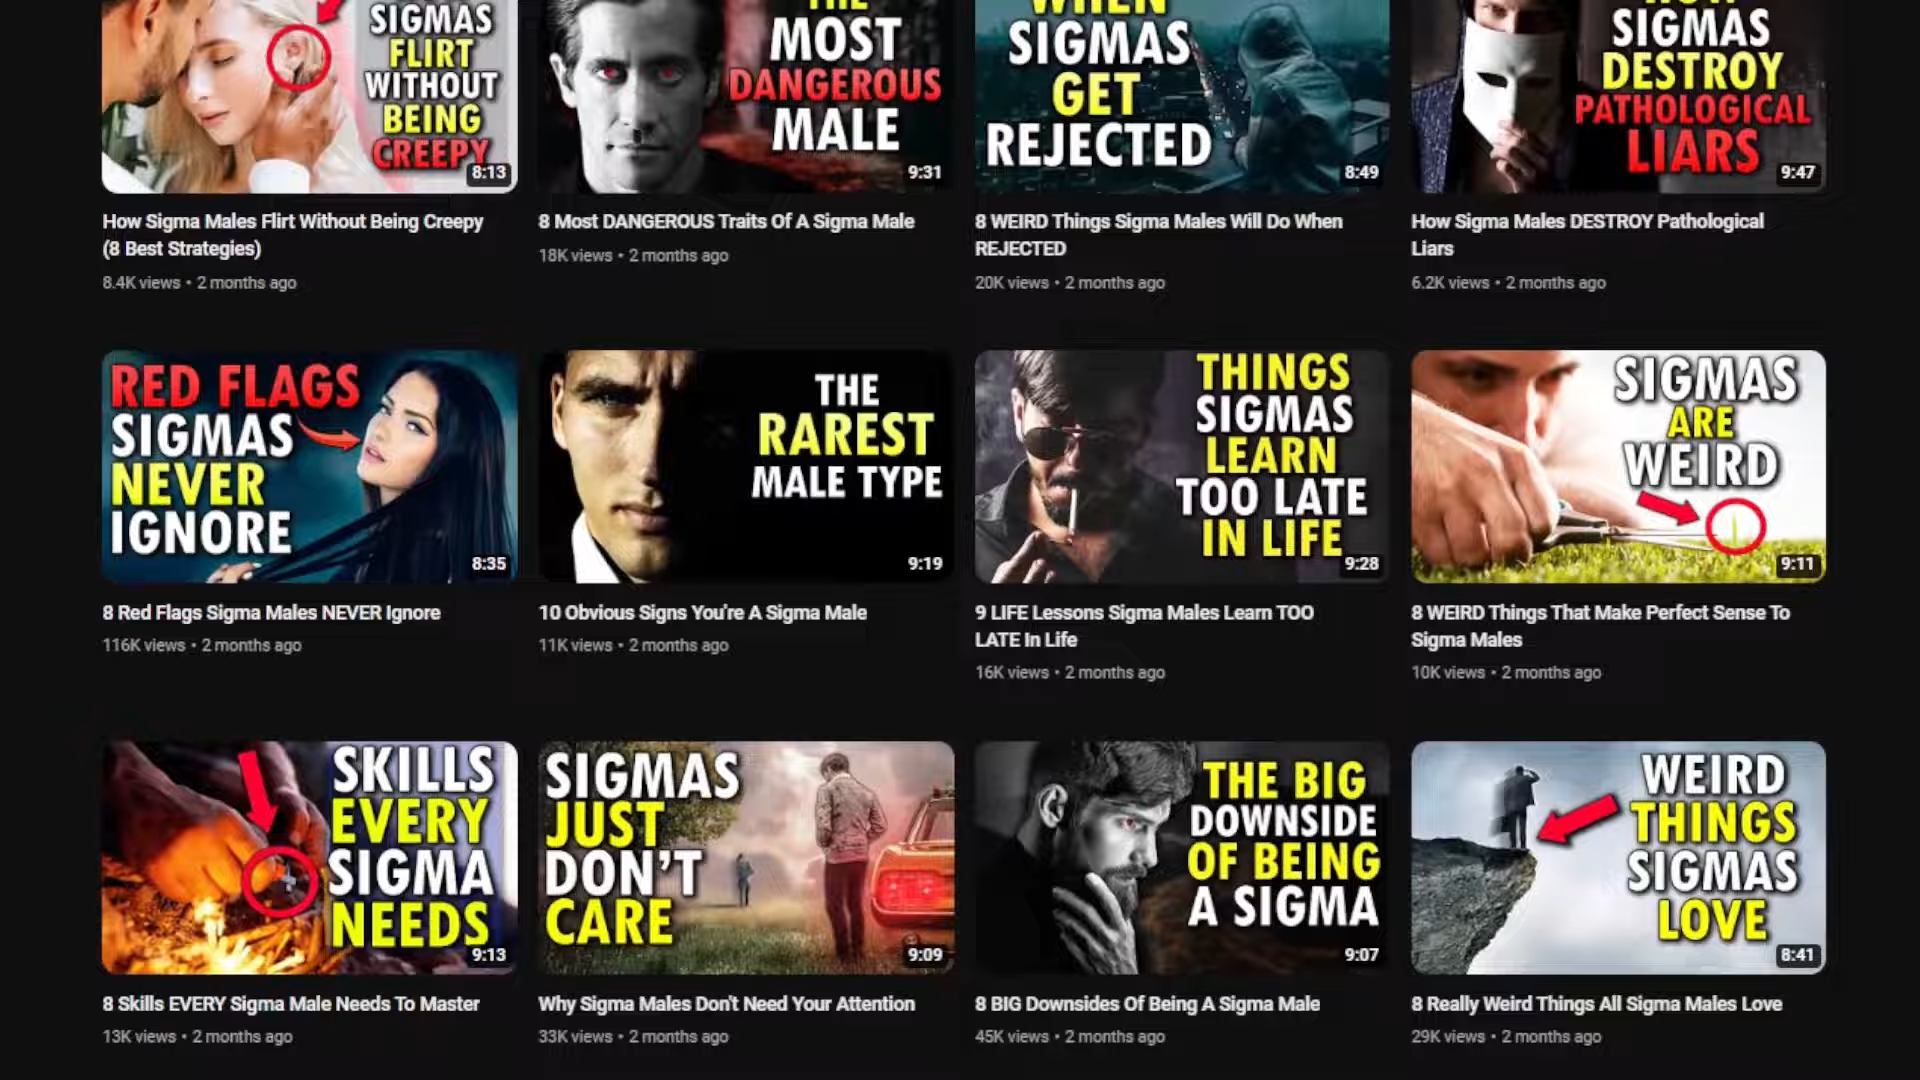 SIGMAS
FLIRT
WITHOUT
BEING
CREEPY
8:13
How Sigma Males Flirt Without Being Creepy
(8 Best Strategies)
8.4K views • 2 months ago
THE
MOST
DANGEROUS
MALE
9:31
8 Most DANGEROUS Traits Of A Sigma Male
18K views • 2 months ago
WHEN
SIGMAS
GET
REJECTED
8:49
8 WEIRD Things Sigma Males Will Do When
REJECTED
20K views • 2 months ago
HOW
SIGMAS
DESTROY
PATHOLOGICAL
LIARS
9:47
How Sigma Males DESTROY Pathological
Liars
6.2K views • 2 months ago
RED FLAGS
SIGMAS
NEVER
IGNORE
8:35
8 Red Flags Sigma Males NEVER Ignore
116K views • 2 months ago
THE
RAREST
MALE TYPE
9:19
10 Obvious Signs You're A Sigma Male
11K views • 2 months ago
THINGS
SIGMAS
LEARN
TOO LATE
IN LIFE
9:28
9 LIFE Lessons Sigma Males Learn TOO
LATE In Life
16K views • 2 months ago
SIGMAS
ARE
WEIRD
9:11
8 WEIRD Things That Make Perfect Sense To
Sigma Males
10K views • 2 months ago
SKILLS
EVERY
SIGMA
NEEDS
9:13
8 Skills EVERY Sigma Male Needs To Master
13K views • 2 months ago
SIGMAS
JUST
DON'T
CARE
9:09
Why Sigma Males Don't Need Your Attention
33K views • 2 months ago
THE BIG
DOWNSIDE
OF BEING
A SIGMA
9:07
8 BIG Downsides Of Being A Sigma Male
45K views • 2 months ago
WEIRD
THINGS
SIGMAS
LOVE
8:41
8 Really Weird Things All Sigma Males Love
29K views • 2 months ago